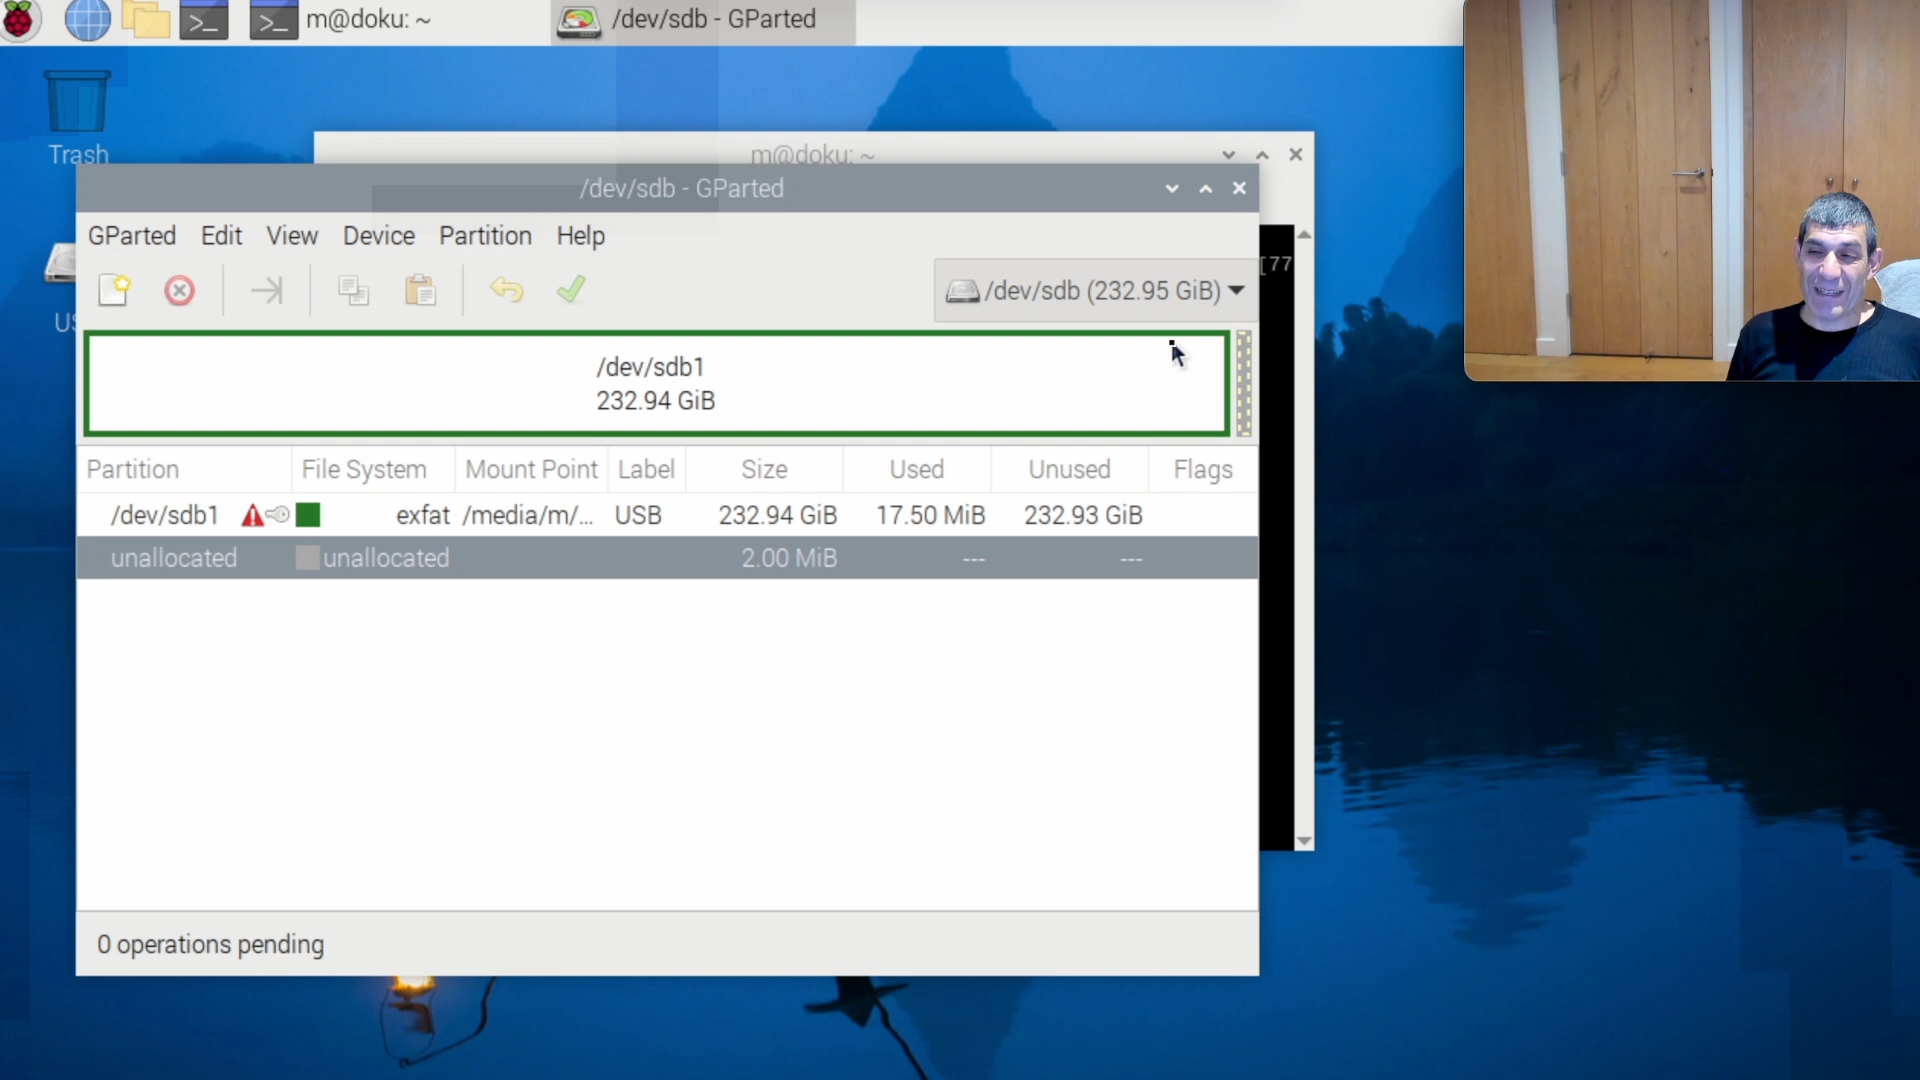 >_ >_ m@doku: ~ /dev/sdb - GParted
Trash
m@doku: ~
/dev/sdb - GParted
GParted Edit View Device Partition Help
[77
/dev/sdb (232.95 GiB)
US
/dev/sdb1
232.94 GiB
Partition File System Mount Point Label Size Used Unused Flags
/dev/sdb1 exfat /media/m/... USB 232.94 GiB 17.50 MiB 232.93 GiB
unallocated unallocated 2.00 MiB --- ---
0 operations pending